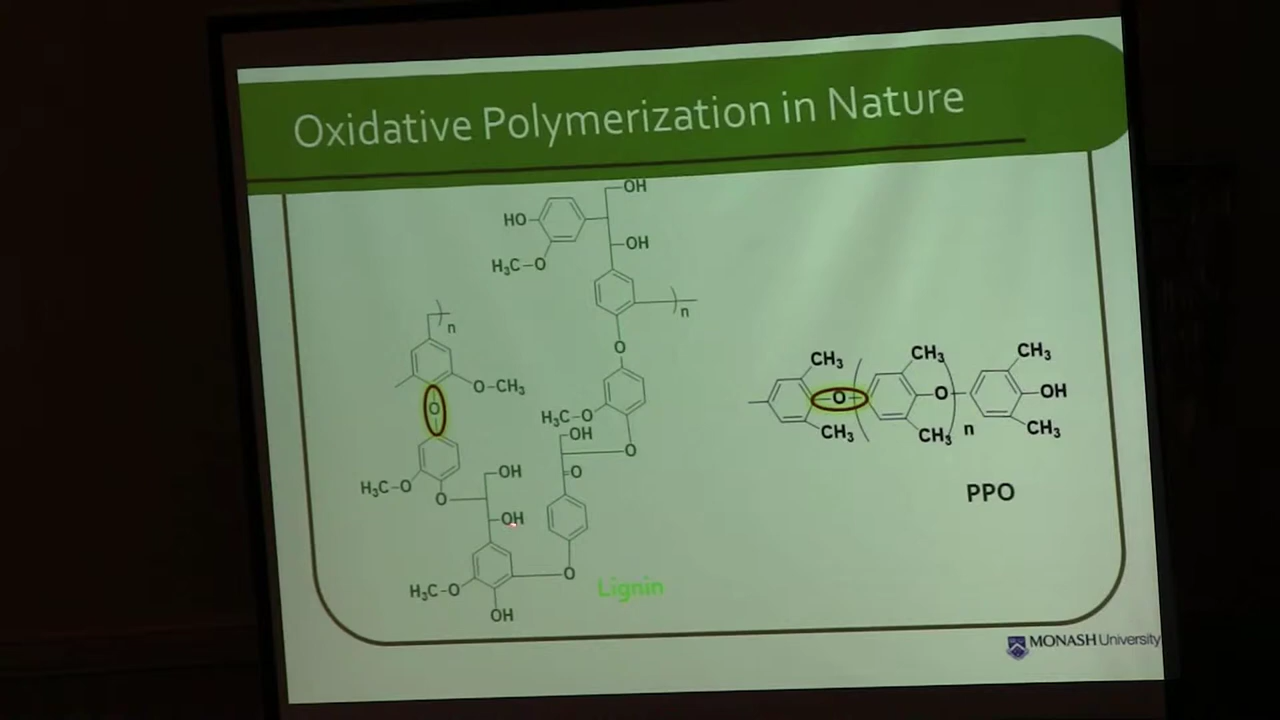 Oxidative Polymerization in Nature
OH
HO
OH
H₃C-O
n
n
O
O-CH₃
O
H₃C-O
OH
O
H₃C-O
O
OH
O
OH
H₃C-O
O
OH
Lignin
CH₃
CH₃
CH₃
O
O
OH
CH₃
CH₃
n
CH₃
PPO
MONASH University